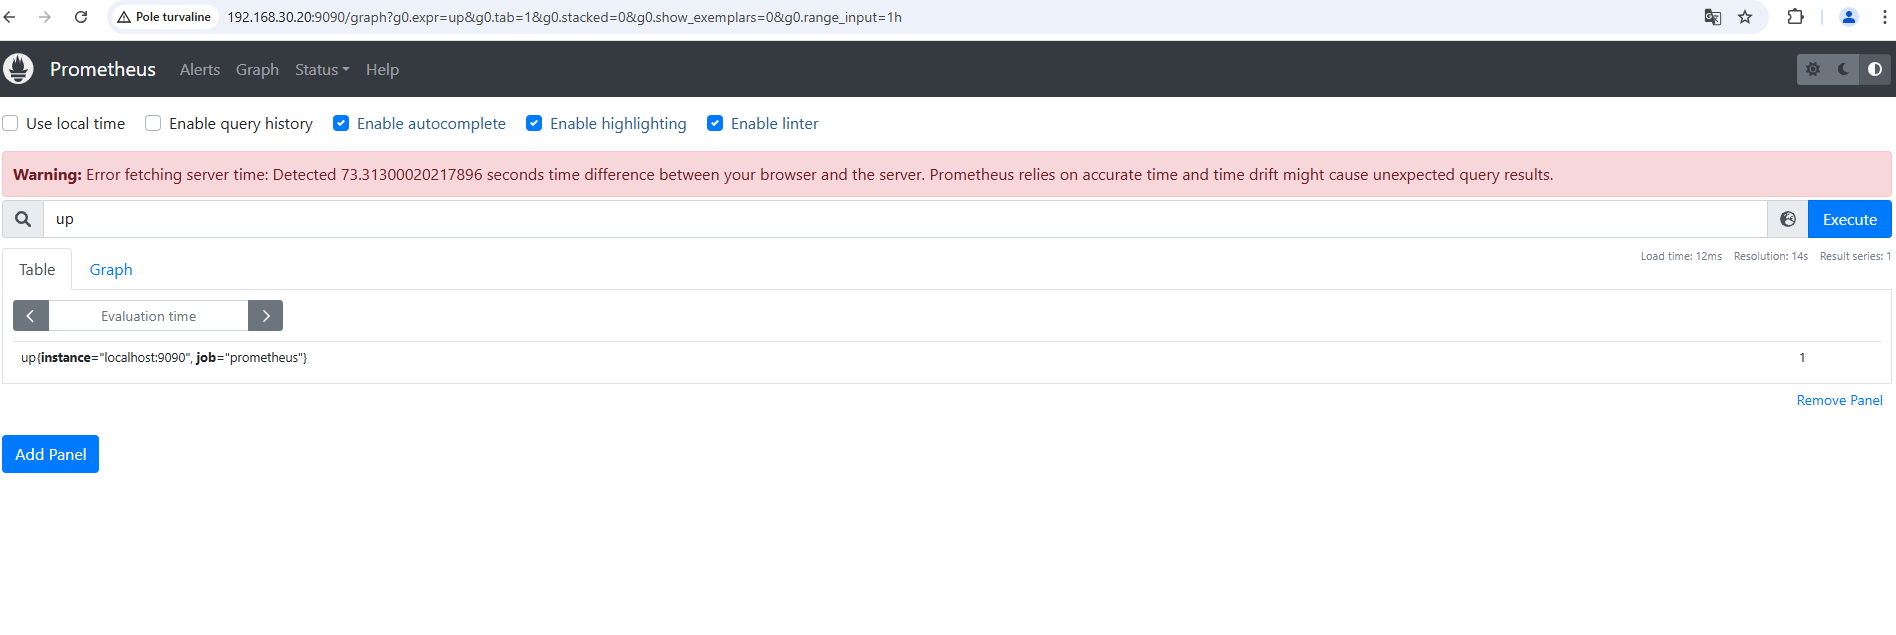 Pole turvaline
192.168.30.20:9090/graph?g0.expr=up&g0.tab=1&g0.stacked=0&g0.show_exemplars=0&g0.range_input=1h
Prometheus Alerts Graph Status Help
Use local time Enable query history Enable autocomplete Enable highlighting Enable linter
Warning: Error fetching server time: Detected 73.31300020217896 seconds time difference between your browser and the server. Prometheus relies on accurate time and time drift might cause unexpected query results.
up Execute
Table Graph
Load time: 12ms Resolution: 14s Result series: 1
Evaluation time
up{instance="localhost:9090", job="prometheus"} 1
Remove Panel
Add Panel